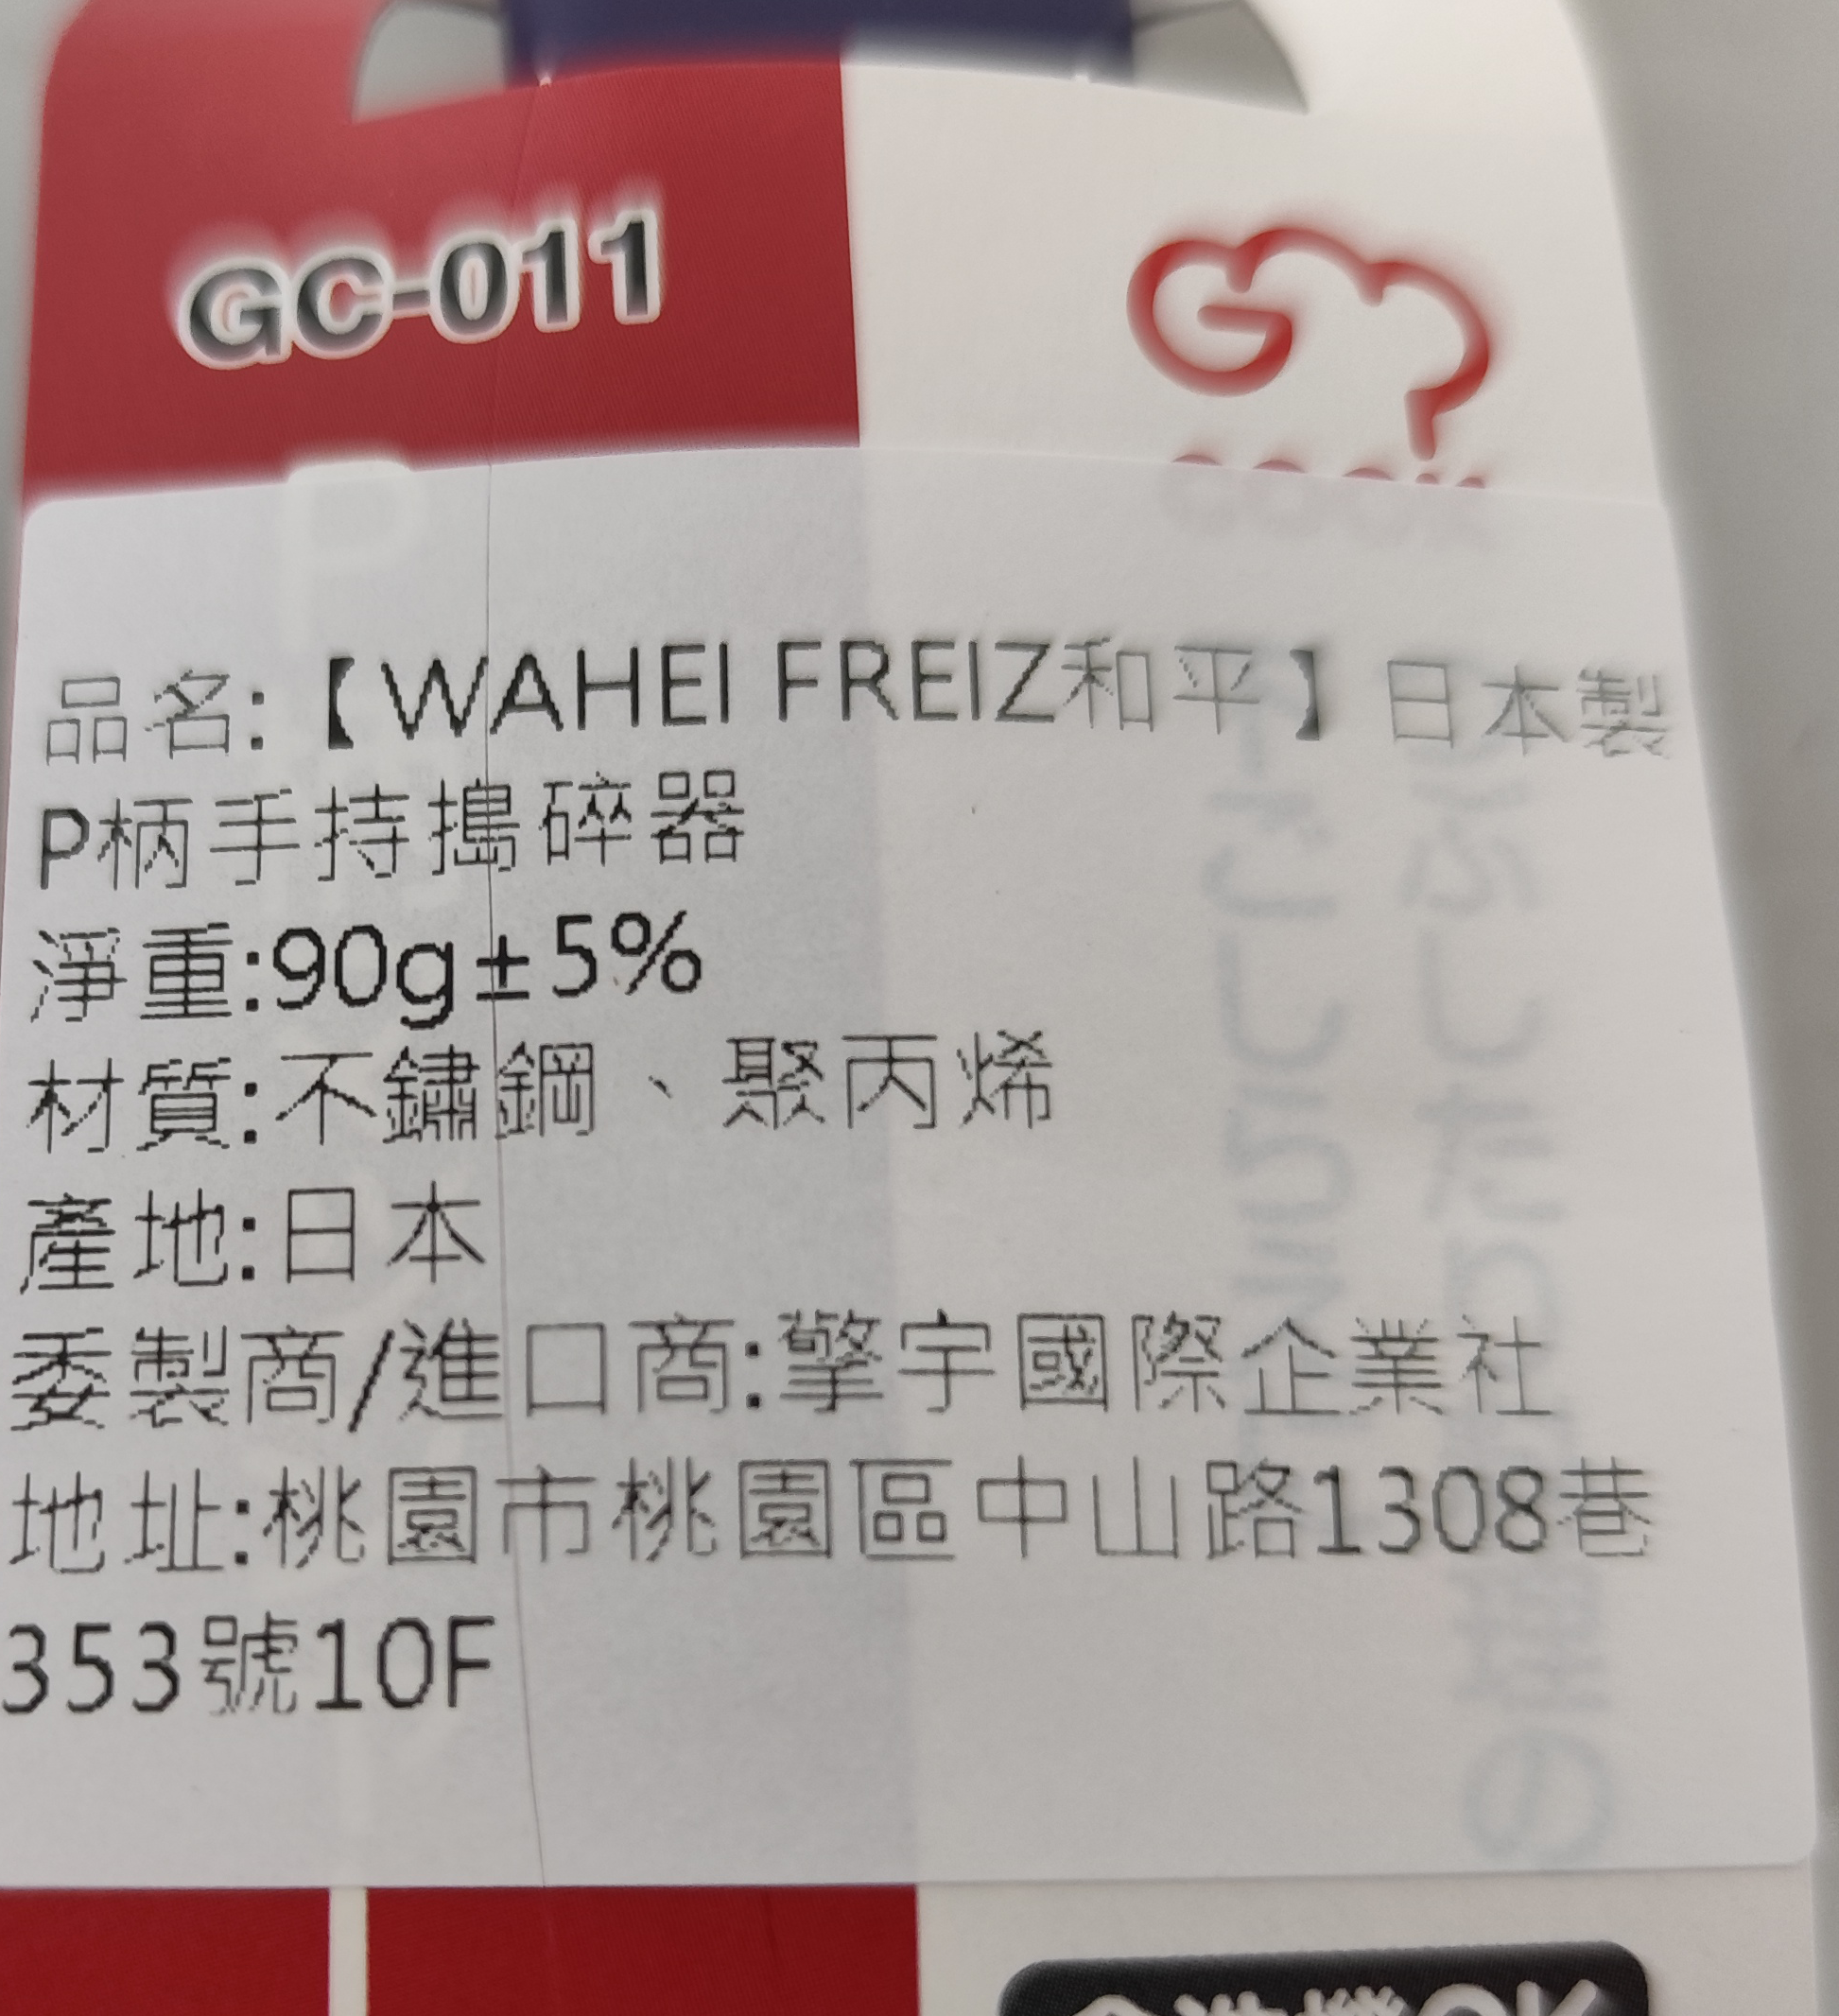 GC-011
G
COOK
品名:【WAHEI FREIZ和平】日本製
P柄手持搗碎器
淨重:90g±5%
材質:不鏽鋼、聚丙烯
產地:日本
委製商/進口商:擎宇國際企業社
地址:桃園市桃園區中山路1308巷
353號10F